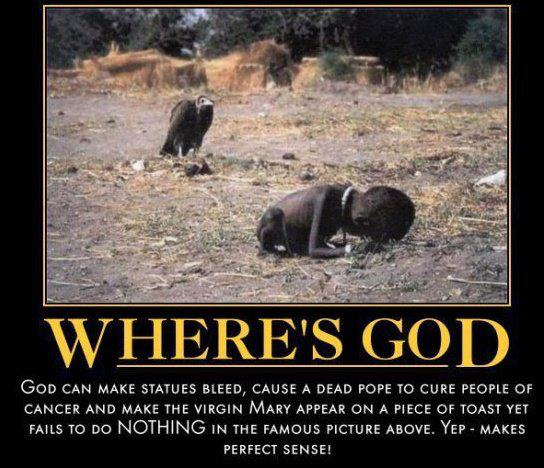 WHERE'S GOD
GOD CAN MAKE STATUES BLEED, CAUSE A DEAD POPE TO CURE PEOPLE OF
CANCER AND MAKE THE VIRGIN MARY APPEAR ON A PIECE OF TOAST YET
FAILS TO DO NOTHING IN THE FAMOUS PICTURE ABOVE. YEP - MAKES
PERFECT SENSE!